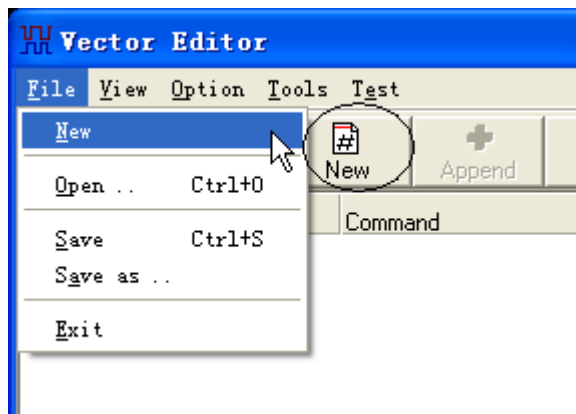 Vector Editor
File View Option Tools Test
New
New Append
Open .. Ctrl+O
Command
Save Ctrl+S
Save as ..
Exit